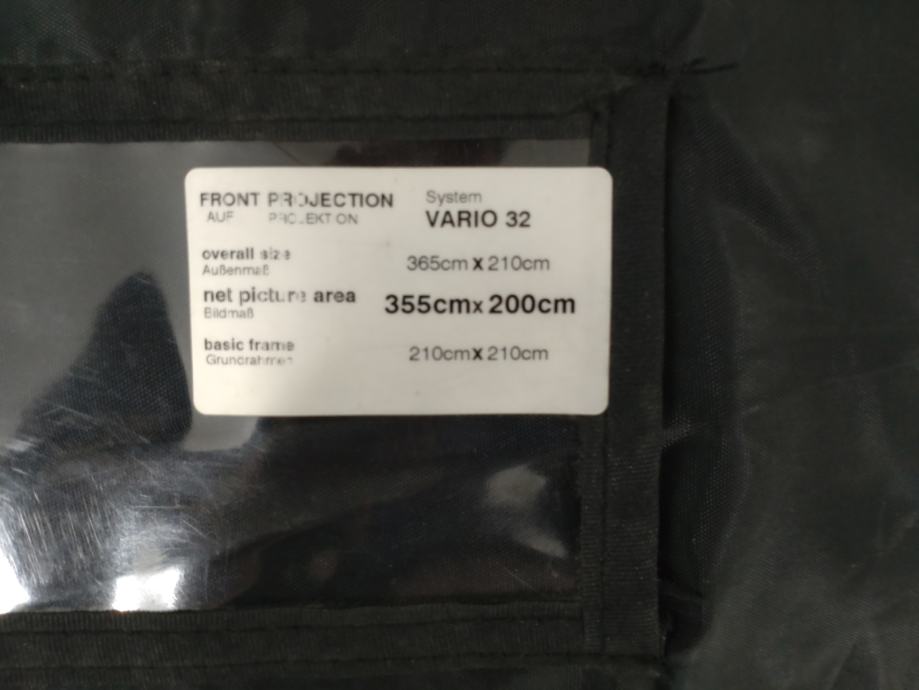 FRONT PROJECTION
AUF PROJEKTION
System
VARIO 32
overall size
Außenmaß
365cm x 210cm
net picture area
Bildmaß
355cm x 200cm
basic frame
Grundrahmen
210cm x 210cm